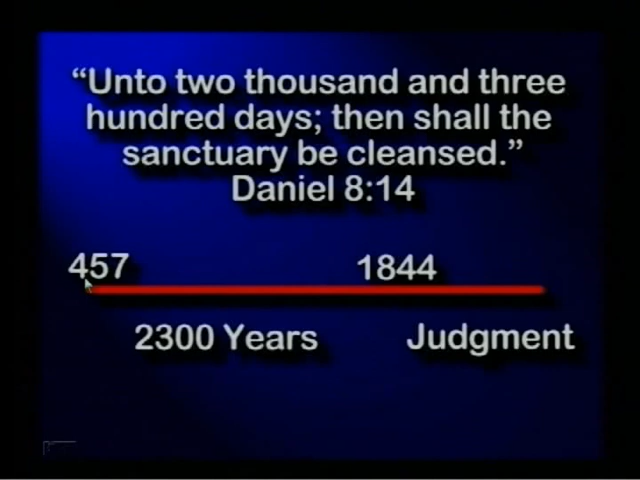 “Unto two thousand and three
hundred days; then shall the
sanctuary be cleansed.”
Daniel 8:14
457 1844
2300 Years Judgment